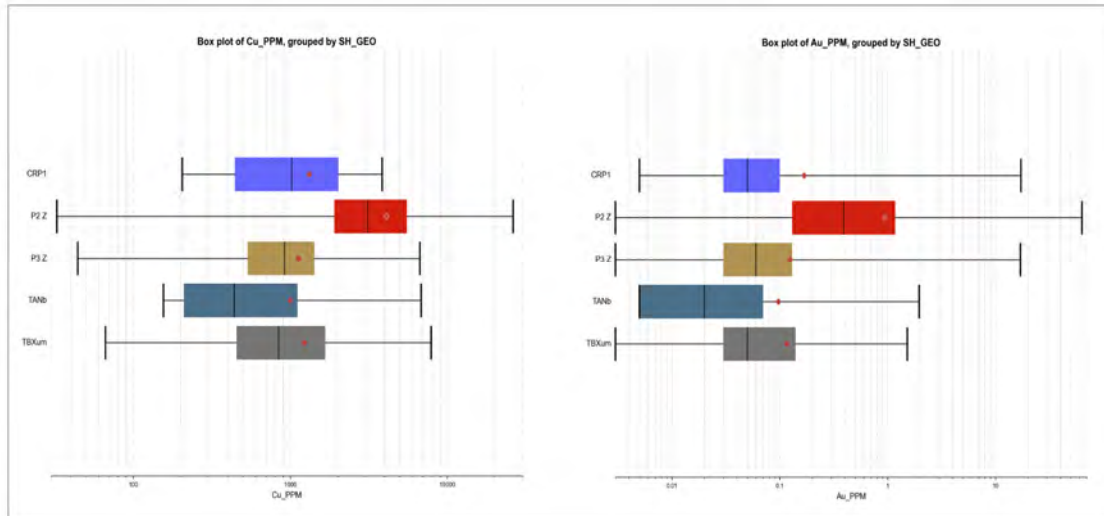 Box plot of Cu_PPM, grouped by SH_GEO
CRP1
P2 Z
P3 Z
TANb
TBXum
100
1000
10000
Cu_PPM
Box plot of Au_PPM, grouped by SH_GEO
CRP1
P2 Z
P3 Z
TANb
TBXum
0.01
0.1
1
10
Au_PPM